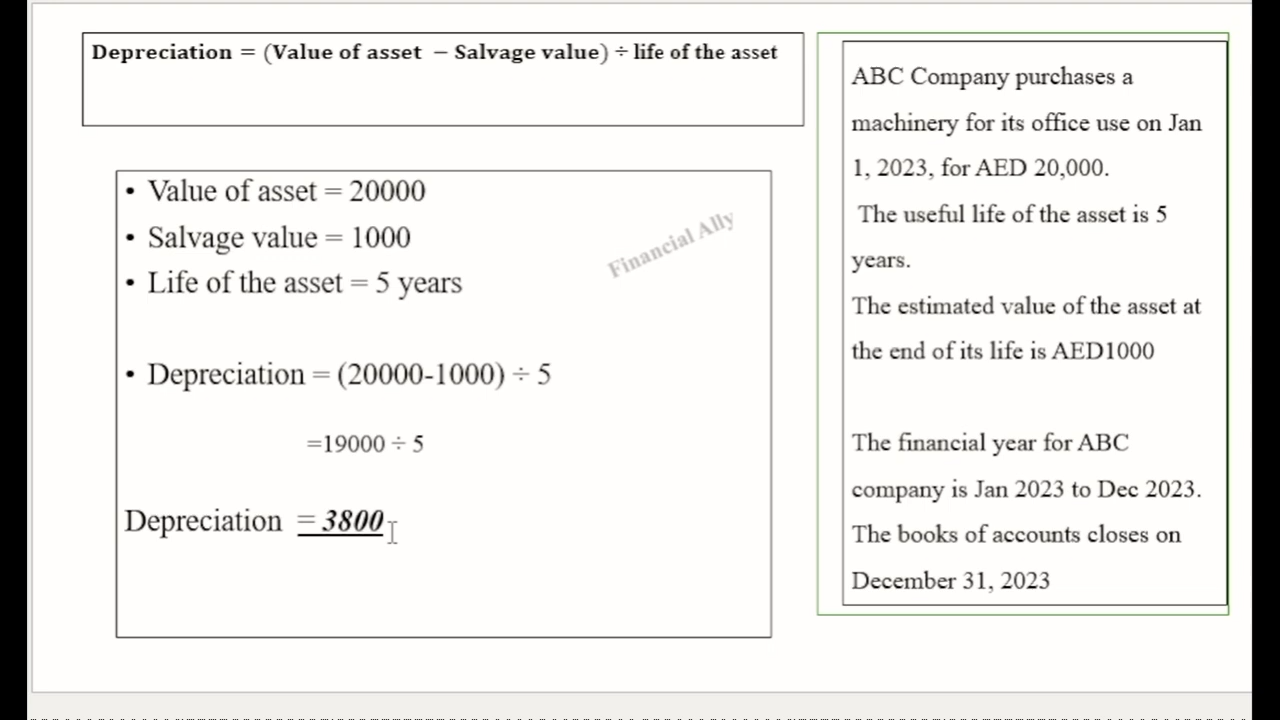 Depreciation = (Value of asset − Salvage value) ÷ life of the asset
• Value of asset = 20000
• Salvage value = 1000
• Life of the asset = 5 years
Financial Ally
• Depreciation = (20000-1000) ÷ 5
=19000 ÷ 5
Depreciation = 3800
ABC Company purchases a
machinery for its office use on Jan
1, 2023, for AED 20,000.
The useful life of the asset is 5
years.
The estimated value of the asset at
the end of its life is AED1000
The financial year for ABC
company is Jan 2023 to Dec 2023.
The books of accounts closes on
December 31, 2023